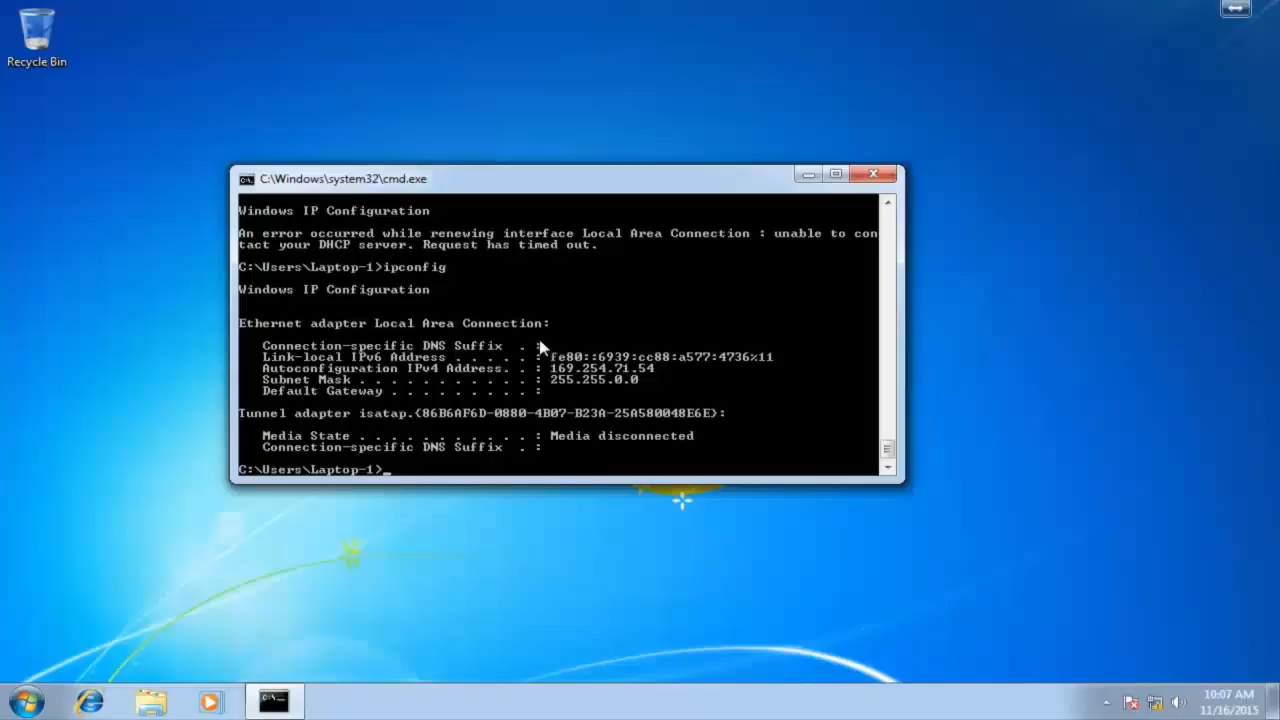 Recycle Bin
C:\Windows\system32\cmd.exe
Windows IP Configuration
An error occurred while renewing interface Local Area Connection : unable to con
tact your DHCP server. Request has timed out.
C:\Users\Laptop-1>ipconfig
Windows IP Configuration
Ethernet adapter Local Area Connection:
Connection-specific DNS Suffix . :
Link-local IPv6 Address . . . . . : fe80::6939:cc88:a577:4736%11
Autoconfiguration IPv4 Address. . : 169.254.71.54
Subnet Mask . . . . . . . . . . . : 255.255.0.0
Default Gateway . . . . . . . . . :
Tunnel adapter isatap.{86B6AF6D-0880-4B07-B23A-25A580048E6E}:
Media State . . . . . . . . . . . : Media disconnected
Connection-specific DNS Suffix . :
C:\Users\Laptop-1>_
10:07 AM
11/16/2015